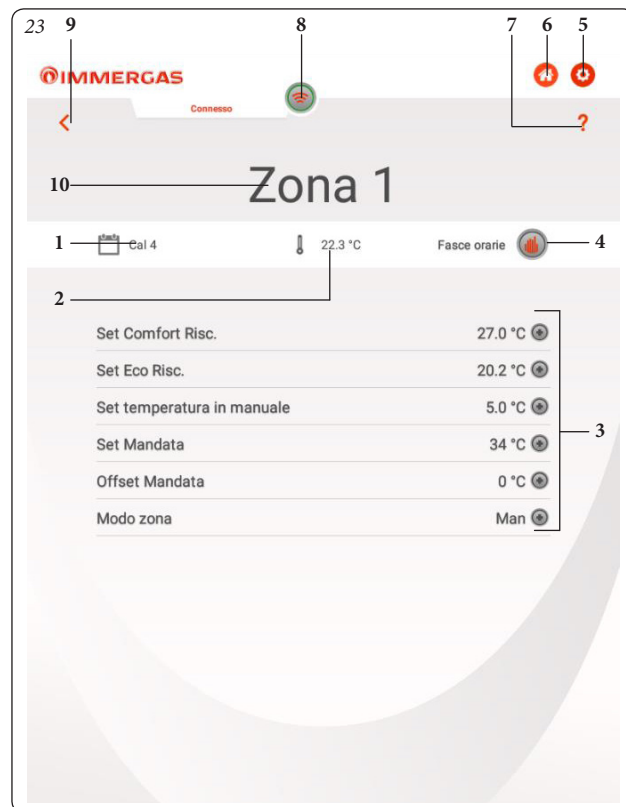 23 9 8 6 5
IMMERGAS
Connesso
7 ?
10 Zona 1
1 Cal 4 22.3 °C Fasce orarie 4
2
Set Comfort Risc. 27.0 °C
Set Eco Risc. 20.2 °C
Set temperatura in manuale 5.0 °C
3
Set Mandata 34 °C
Offset Mandata 0 °C
Modo zona Man